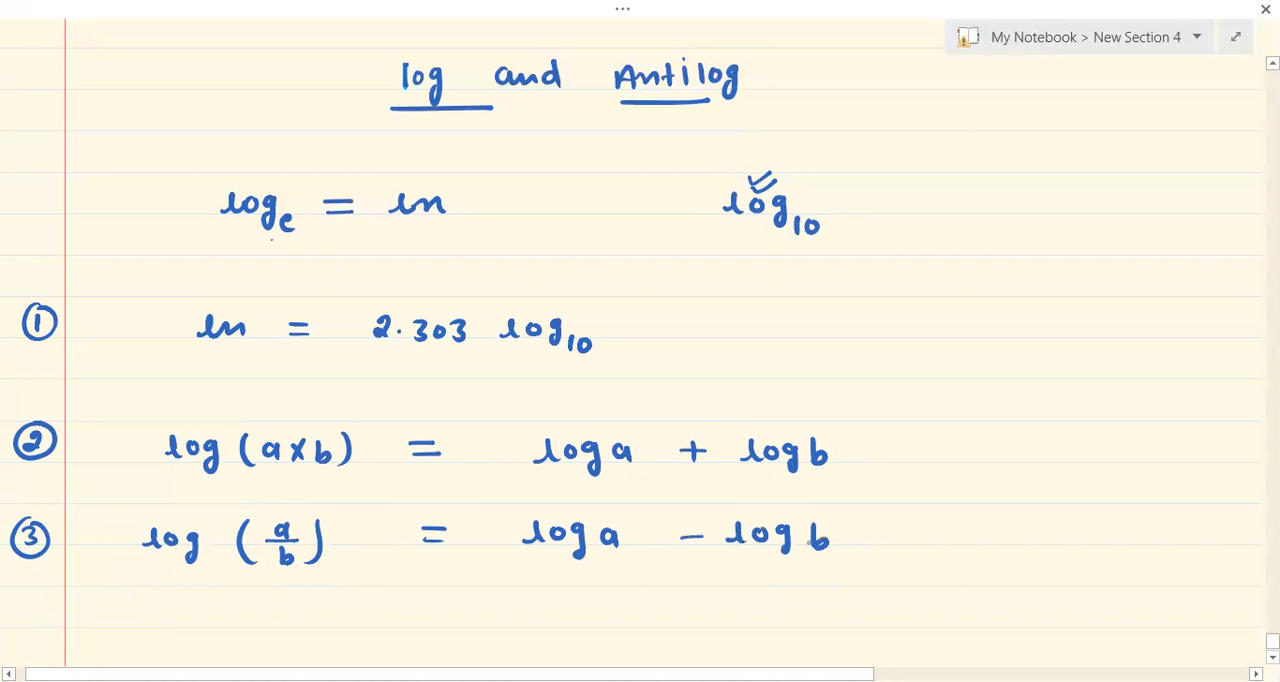 ...
My Notebook > New Section 4
log and Antilog
logₑ = ln log₁₀
① ln = 2.303 log₁₀
② log (a×b) = log a + log b
③ log (a/b) = log a - log b